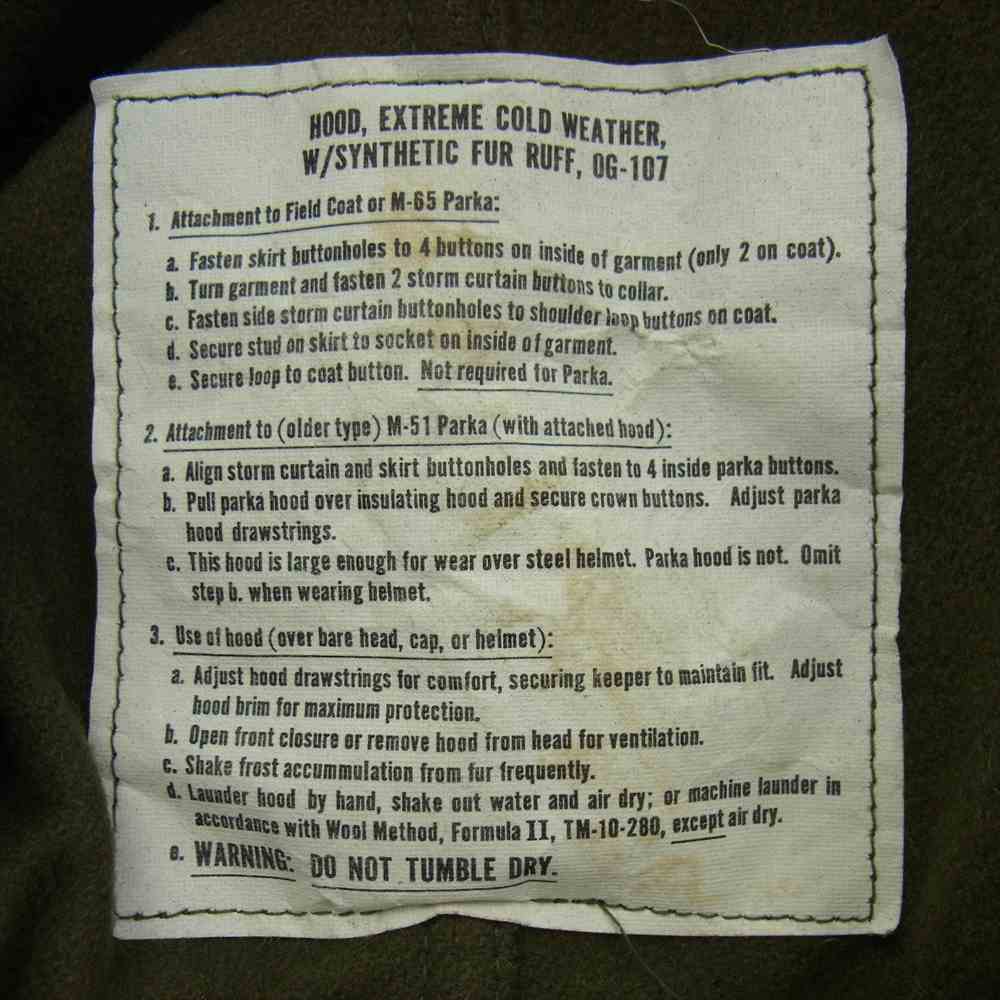 HOOD, EXTREME COLD WEATHER,
W/SYNTHETIC FUR RUFF, OG-107
1. Attachment to Field Coat or M-65 Parka:
a. Fasten skirt buttonholes to 4 buttons on inside of garment (only 2 on coat).
b. Turn garment and fasten 2 storm curtain buttons to collar.
c. Fasten side storm curtain buttonholes to shoulder loop buttons on coat.
d. Secure stud on skirt to socket on inside of garment.
e. Secure loop to coat button. Not required for Parka.
2. Attachment to (older type) M-51 Parka (with attached hood):
a. Align storm curtain and skirt buttonholes and fasten to 4 inside parka buttons.
b. Pull parka hood over insulating hood and secure crown buttons. Adjust parka
hood drawstrings.
c. This hood is large enough for wear over steel helmet. Parka hood is not. Omit
step b. when wearing helmet.
3. Use of hood (over bare head, cap, or helmet):
a. Adjust hood drawstrings for comfort, securing keeper to maintain fit. Adjust
hood brim for maximum protection.
b. Open front closure or remove hood from head for ventilation.
c. Shake frost accummulation from fur frequently.
d. Launder hood by hand, shake out water and air dry; or machine launder in
accordance with Wool Method, Formula II, TM-10-280, except air dry.
e. WARNING: DO NOT TUMBLE DRY.